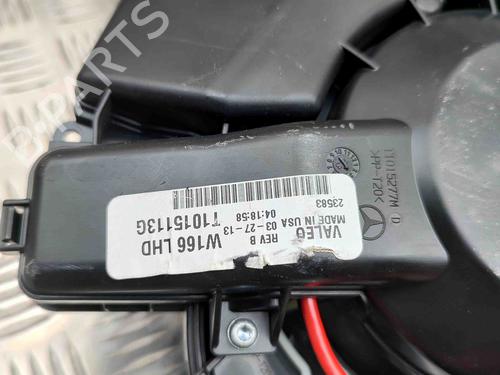 B-PARTS
T1015277M D
>PP-T20<
23583
VALEO
MADE IN USA
REV B 03-27-13
04:18:58
W166 LHD
T1015113G